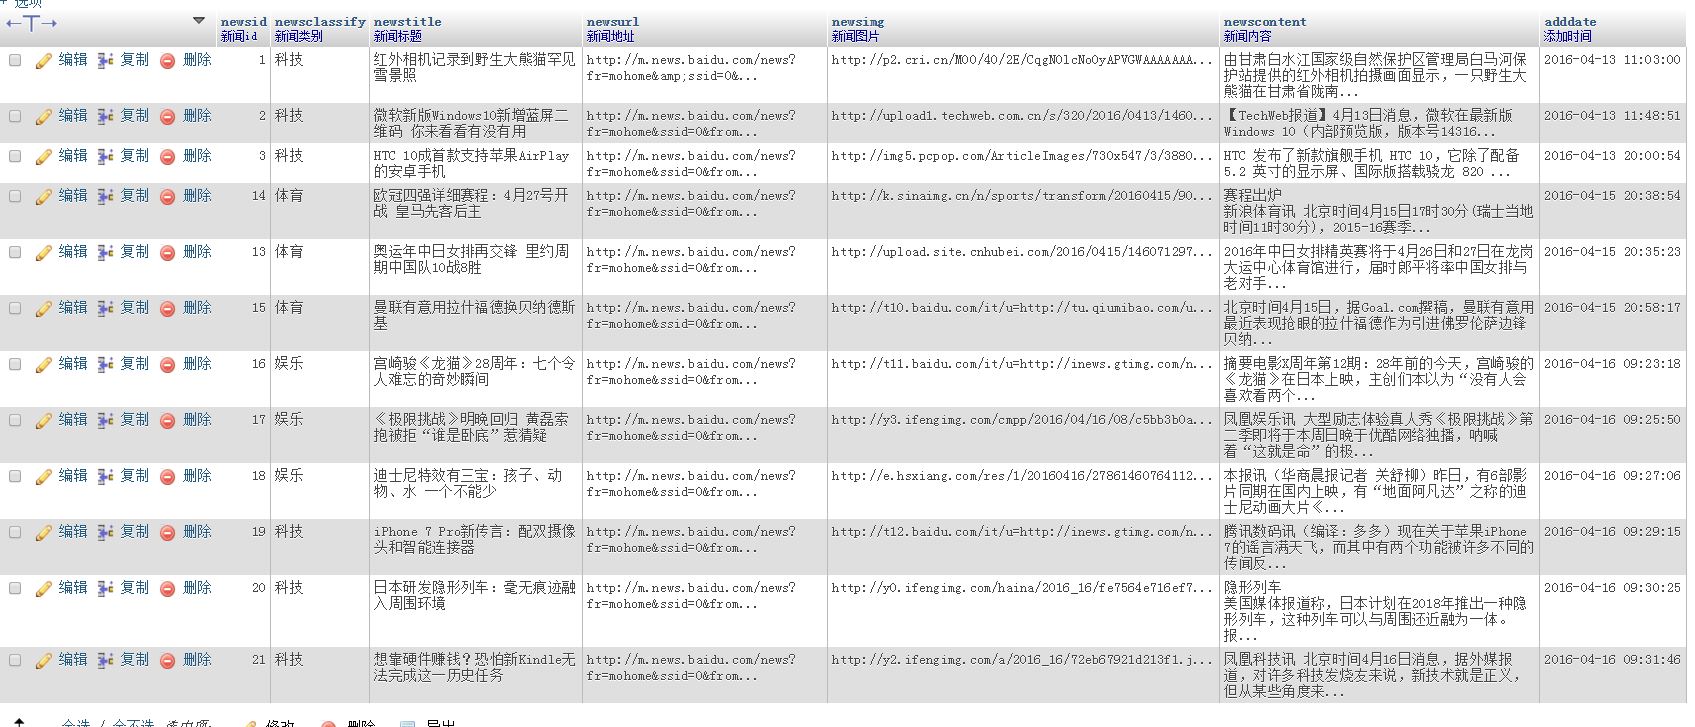 + 选项
←T→
newsid newsclassify newstitle newsurl newsimg newscontent adddate
新闻id 新闻类别 新闻标题 新闻地址 新闻图片 新闻内容 添加时间
编辑 复制 删除 1 科技 红外相机记录到野生大熊猫罕见 http://m.news.baidu.com/news? http://p2.cri.cn/M00/40/2E/CqgNOlcNo0yAPVGWAAAAAAA... 由甘肃白水江国家级自然保护区管理局白马河保 2016-04-13 11:03:00
雪景照 fr=mohome&amp;ssid=0&... 护站提供的红外相机拍摄画面显示，一只野生大
熊猫在甘肃省陇南...
编辑 复制 删除 2 科技 微软新版Windows10新增蓝屏二 http://m.news.baidu.com/news? http://upload1.techweb.com.cn/s/320/2016/0413/1460... 【TechWeb报道】4月13日消息，微软在最新版 2016-04-13 11:48:51
维码 你来看看有没有用 fr=mohome&ssid=0&from... Windows 10（内部预览版，版本号14316...
编辑 复制 删除 3 科技 HTC 10成首款支持苹果AirPlay http://m.news.baidu.com/news? http://img5.pcpop.com/ArticleImages/730x547/3/3880... HTC 发布了新款旗舰手机 HTC 10，它除了配备 2016-04-13 20:00:54
的安卓手机 fr=mohome&ssid=0&from... 5.2 英寸的显示屏、国际版搭载骁龙 820 ...
编辑 复制 删除 14 体育 欧冠四强详细赛程：4月27号开 http://m.news.baidu.com/news? http://k.sinaimg.cn/n/sports/transform/20160415/90... 赛程出炉 2016-04-15 20:38:54
战 皇马先客后主 fr=mohome&ssid=0&from... 新浪体育讯 北京时间4月15日17时30分(瑞士当地
时间11时30分)，2015-16赛季...
编辑 复制 删除 13 体育 奥运年中日女排再交锋 里约周 http://m.news.baidu.com/news? http://upload.site.cnhubei.com/2016/0415/146071297... 2016年中日女排精英赛将于4月26日和27日在龙岗 2016-04-15 20:35:23
期中国队10战8胜 fr=mohome&ssid=0&from... 大运中心体育馆进行，届时郎平将率中国女排与
老对手...
编辑 复制 删除 15 体育 曼联有意用拉什福德换贝纳德斯 http://m.news.baidu.com/news? http://t10.baidu.com/it/u=http://tu.qiumibao.com/u... 北京时间4月15日，据Goal.com撰稿，曼联有意用 2016-04-15 20:58:17
基 fr=mohome&ssid=0&from... 最近表现抢眼的拉什福德作为引进佛罗伦萨边锋
贝纳...
编辑 复制 删除 16 娱乐 宫崎骏《龙猫》28周年：七个令 http://m.news.baidu.com/news? http://t11.baidu.com/it/u=http://inews.gtimg.com/n... 摘要电影X周年第12期：28年前的今天，宫崎骏的 2016-04-16 09:23:18
人难忘的奇妙瞬间 fr=mohome&ssid=0&from... 《龙猫》在日本上映，主创们本以为“没有人会
喜欢看两个...
编辑 复制 删除 17 娱乐 《极限挑战》明晚回归 黄磊索 http://m.news.baidu.com/news? http://y3.ifengimg.com/cmpp/2016/04/16/08/c5bb3b0a... 凤凰娱乐讯 大型励志体验真人秀《极限挑战》第 2016-04-16 09:25:50
抱被拒“谁是卧底”惹猜疑 fr=mohome&ssid=0&from... 二季即将于本周日晚于优酷网络独播，呐喊
着“这就是命”的极...
编辑 复制 删除 18 娱乐 迪士尼特效有三宝：孩子、动 http://m.news.baidu.com/news? http://e.hsxiang.com/res/1/20160416/27861460764112... 本报讯（华商晨报记者 关舒柳）昨日，有6部影 2016-04-16 09:27:06
物、水 一个不能少 fr=mohome&ssid=0&from... 片同期在国内上映，有“地面阿凡达”之称的迪
士尼动画大片《...
编辑 复制 删除 19 科技 iPhone 7 Pro新传言：配双摄像 http://m.news.baidu.com/news? http://t12.baidu.com/it/u=http://inews.gtimg.com/n... 腾讯数码讯（编译：多多）现在关于苹果iPhone 2016-04-16 09:29:15
头和智能连接器 fr=mohome&ssid=0&from... 7的谣言满天飞，而其中有两个功能被许多不同的
传闻反...
编辑 复制 删除 20 科技 日本研发隐形列车：毫无痕迹融 http://m.news.baidu.com/news? http://y0.ifengimg.com/haina/2016_16/fe7564e716ef7... 隐形列车 2016-04-16 09:30:25
入周围环境 fr=mohome&ssid=0&from... 美国媒体报道称，日本计划在2018年推出一种隐
形列车，这种列车可以与周围还近融为一体。
报...
编辑 复制 删除 21 科技 想靠硬件赚钱？恐怕新Kindle无 http://m.news.baidu.com/news? http://y2.ifengimg.com/a/2016_16/72eb67921d213f1.j... 凤凰科技讯 北京时间4月16日消息，据外媒报 2016-04-16 09:31:46
法完成这一历史任务 fr=mohome&ssid=0&from... 道，对许多科技发烧友来说，新技术就是正义，
但从某些角度来...
全选 / 全不选 选中项: 修改 删除 导出